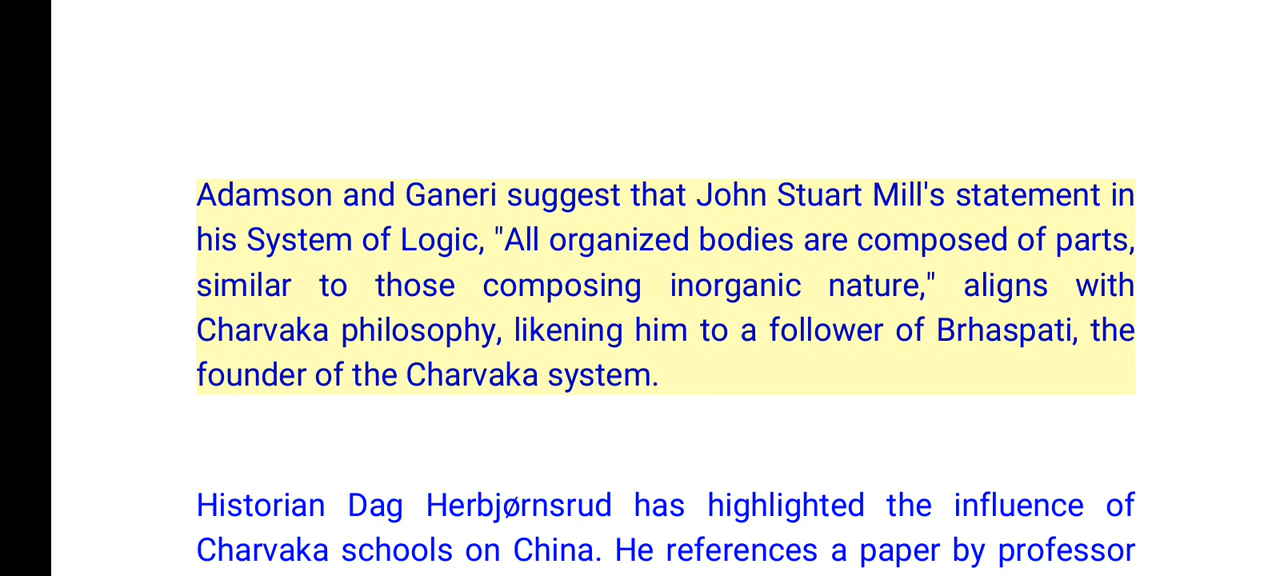 Adamson and Ganeri suggest that John Stuart Mill's statement in
his System of Logic, "All organized bodies are composed of parts,
similar to those composing inorganic nature," aligns with
Charvaka philosophy, likening him to a follower of Brhaspati, the
founder of the Charvaka system.
Historian Dag Herbjørnsrud has highlighted the influence of
Charvaka schools on China. He references a paper by professor